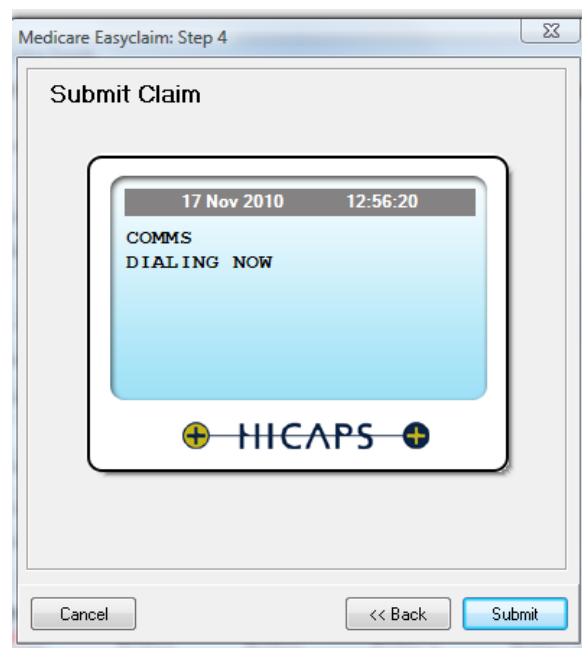 Medicare Easyclaim: Step 4
Submit Claim
17 Nov 2010 12:56:20
COMMS
DIALING NOW
HICAPS
Cancel << Back Submit